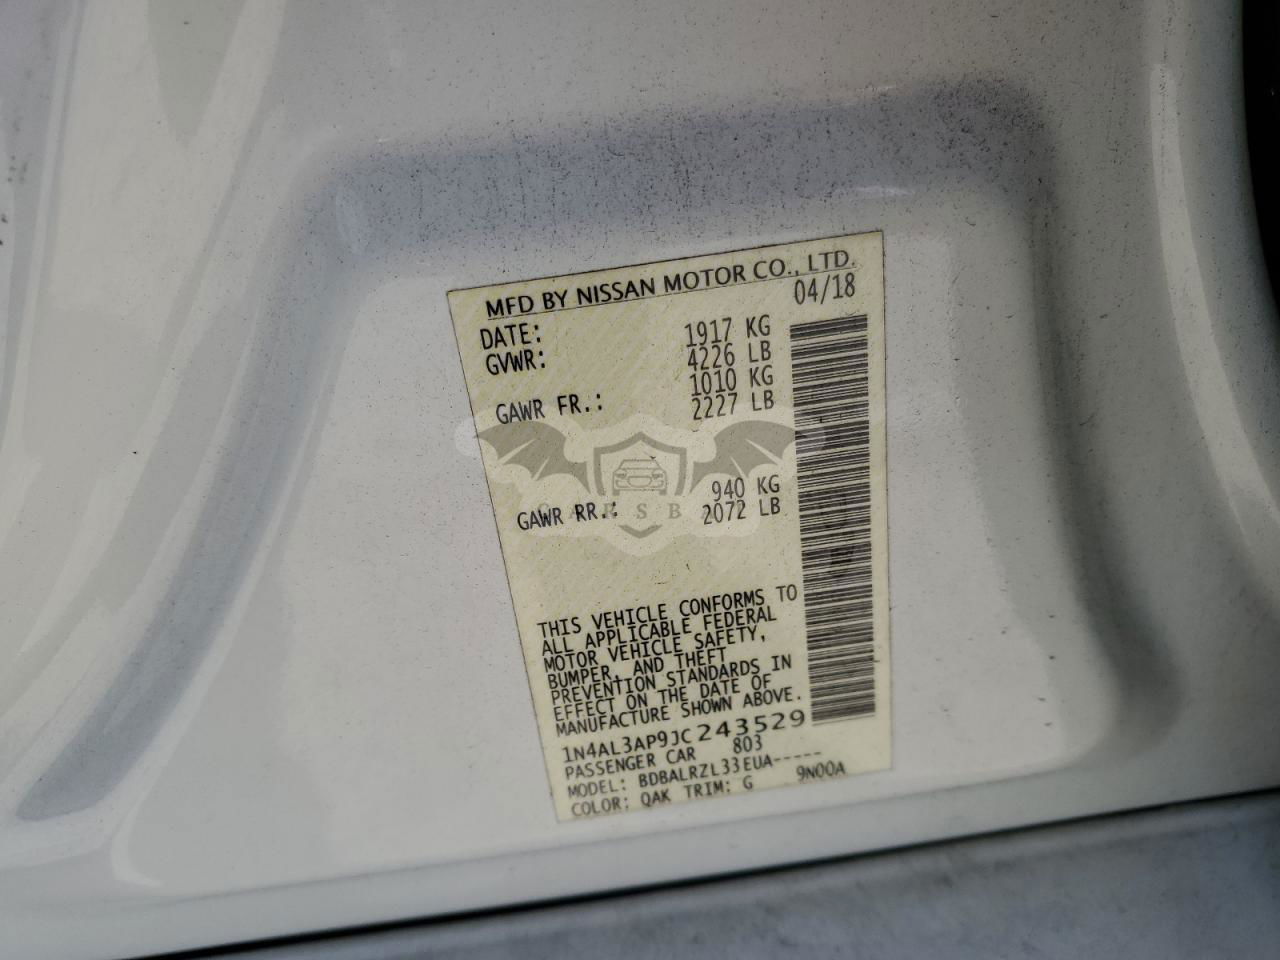 MFD BY NISSAN MOTOR CO., LTD.
DATE: 04/18
GVWR: 1917 KG
4226 LB
GAWR FR.: 1010 KG
2227 LB
GAWR RR.: 940 KG
2072 LB
THIS VEHICLE CONFORMS TO
ALL APPLICABLE FEDERAL
MOTOR VEHICLE SAFETY,
BUMPER, AND THEFT
PREVENTION STANDARDS IN
EFFECT ON THE DATE OF
MANUFACTURE SHOWN ABOVE.
1N4AL3AP9JC243529
PASSENGER CAR 803
MODEL: BDBALRZL33EUA-----
COLOR: QAK TRIM: G 9N00A